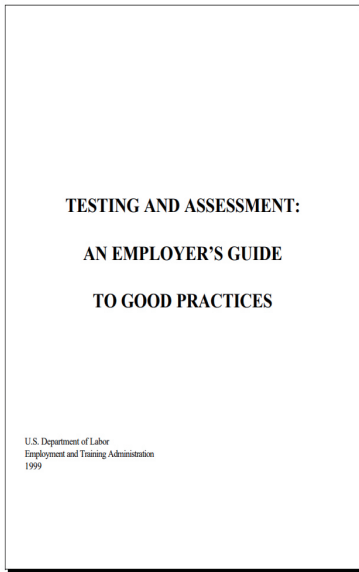 TESTING AND ASSESSMENT:
AN EMPLOYER'S GUIDE
TO GOOD PRACTICES
U.S. Department of Labor
Employment and Training Administration
1999